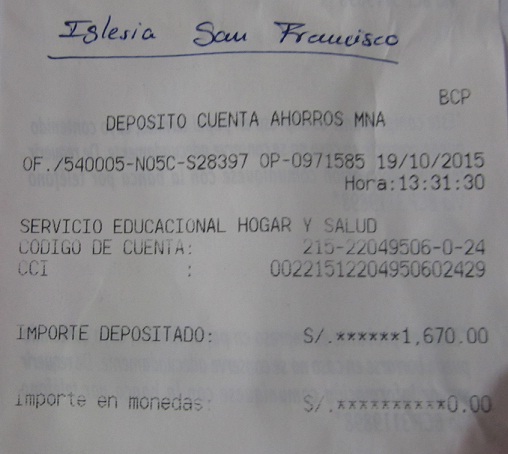 Iglesia San Francisco
BCP
DEPOSITO CUENTA AHORROS MNA
OF./540005-N05C-S28397 OP-0971585 19/10/2015
Hora:13:31:30
SERVICIO EDUCACIONAL HOGAR Y SALUD
CODIGO DE CUENTA: 215-22049506-0-24
CCI : 00221512204950602429
IMPORTE DEPOSITADO: S/.******1,670.00
Importe en monedas: S/.**********0.00